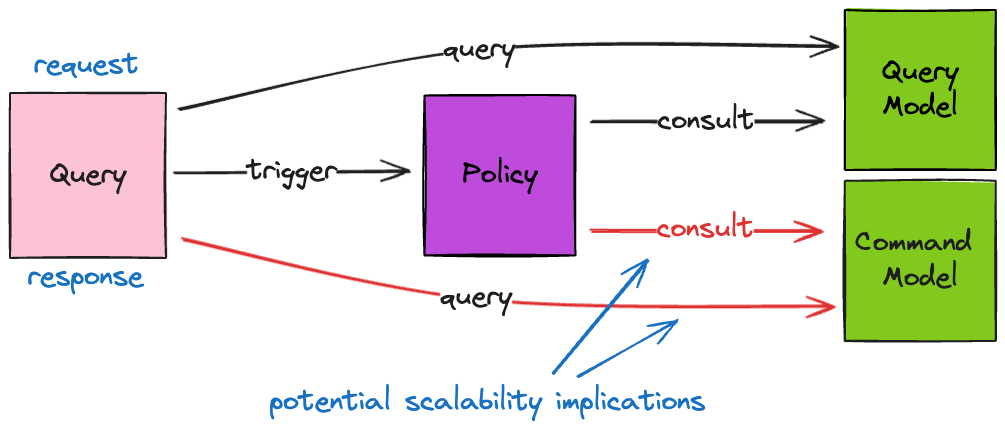 request
query
Query
Model
consult
Query
trigger
Policy
consult
Command
Model
response
query
potential scalability implications